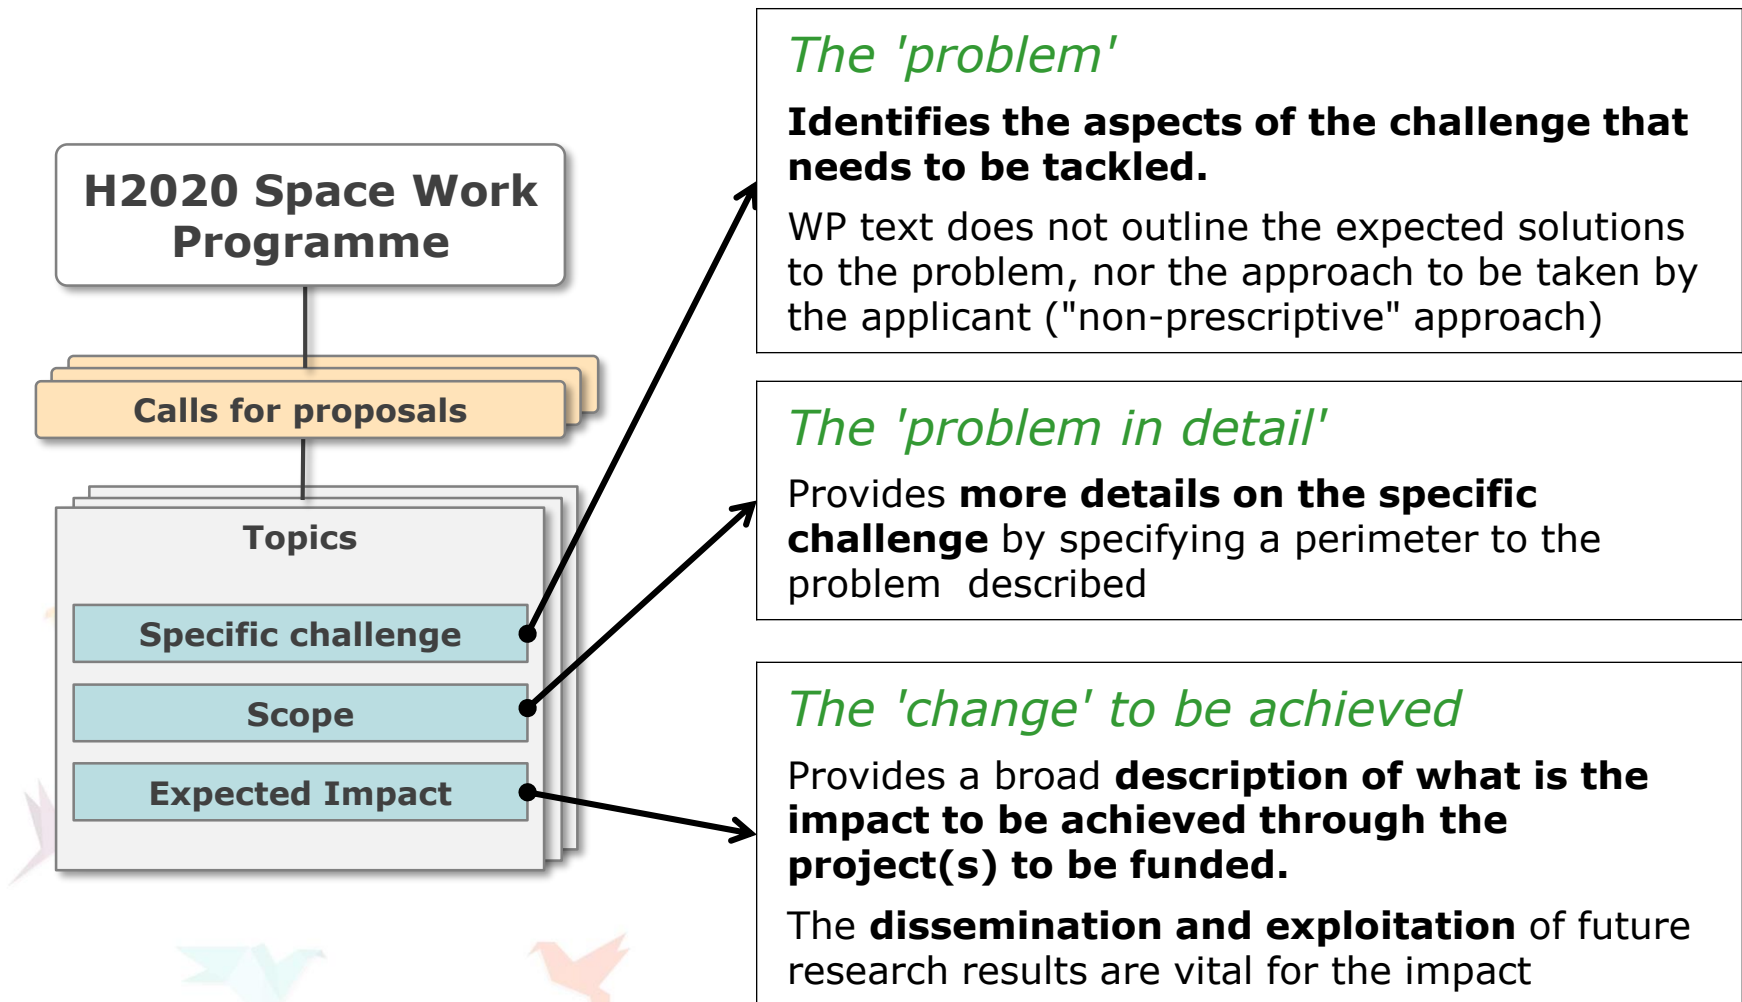 H2020 Space Work
Programme
Calls for proposals
Topics
Specific challenge
Scope
Expected Impact
The 'problem'
Identifies the aspects of the challenge that
needs to be tackled.
WP text does not outline the expected solutions
to the problem, nor the approach to be taken by
the applicant ("non-prescriptive" approach)
The 'problem in detail'
Provides more details on the specific
challenge by specifying a perimeter to the
problem described
The 'change' to be achieved
Provides a broad description of what is the
impact to be achieved through the
project(s) to be funded.
The dissemination and exploitation of future
research results are vital for the impact